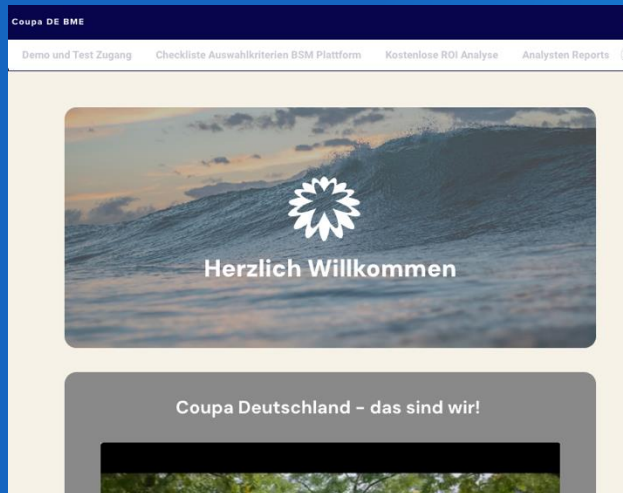 Coupa DE BME
Demo und Test Zugang Checkliste Auswahlkriterien BSM Plattform Kostenlose ROI Analyse Analysten Reports
Herzlich Willkommen
Coupa Deutschland - das sind wir!